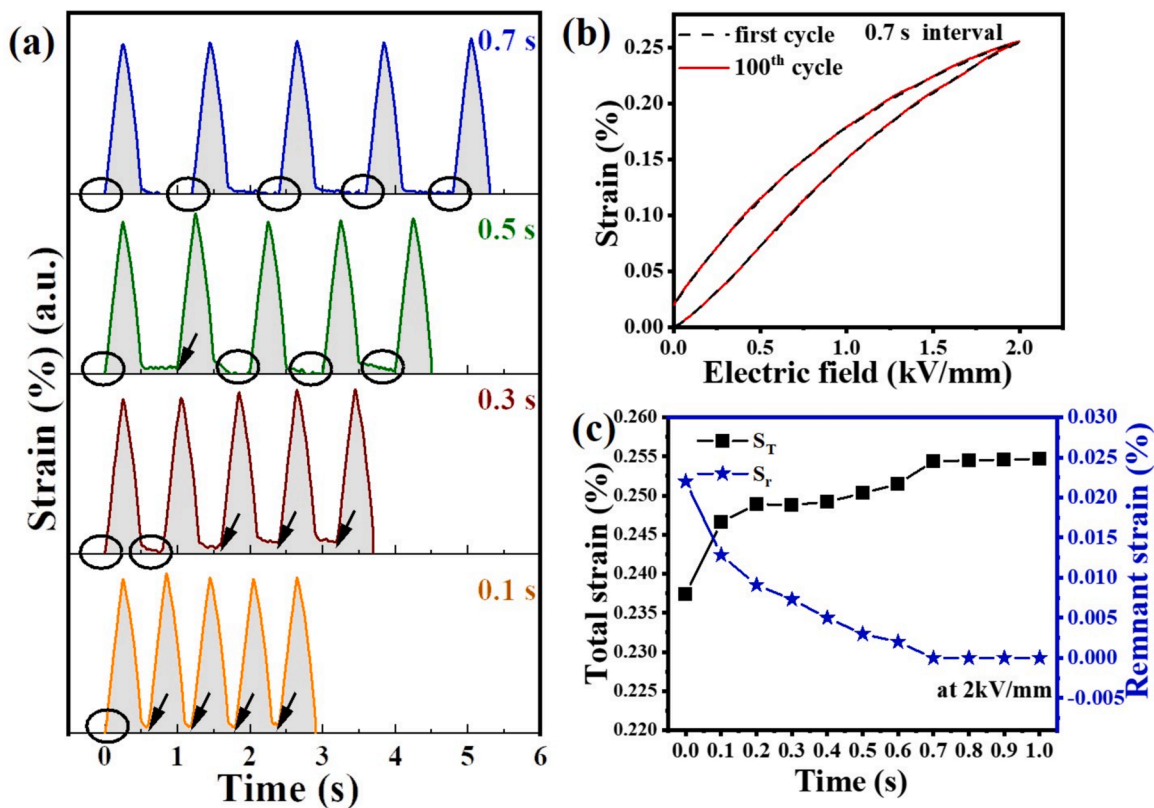 (a)
0.7 s
0.5 s
0.3 s
0.1 s
Strain (%) (a.u.)
0 1 2 3 4 5 6
Time (s)
(b)
first cycle
0.7 s interval
100th cycle
0.25
0.20
0.15
0.10
0.05
0.00
Strain (%)
0.0 0.5 1.0 1.5 2.0
Electric field (kV/mm)
(c)
0.260
0.255
0.250
0.245
0.240
0.235
0.230
0.225
0.220
Total strain (%)
ST
Sr
0.030
0.025
0.020
0.015
0.010
0.005
0.000
-0.005
Remnant strain (%)
at 2kV/mm
0.0 0.1 0.2 0.3 0.4 0.5 0.6 0.7 0.8 0.9 1.0
Time (s)